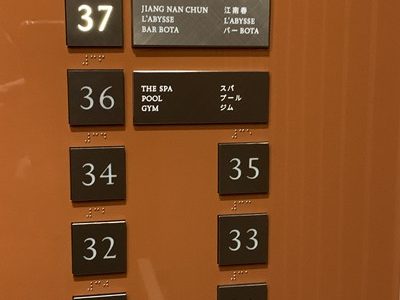 37
JIANG NAN CHUN 江南春
L'ABYSSE L'ABYSSE
BAR BOTA バー BOTA
36
THE SPA スパ
POOL プール
GYM ジム
34 35
32 33